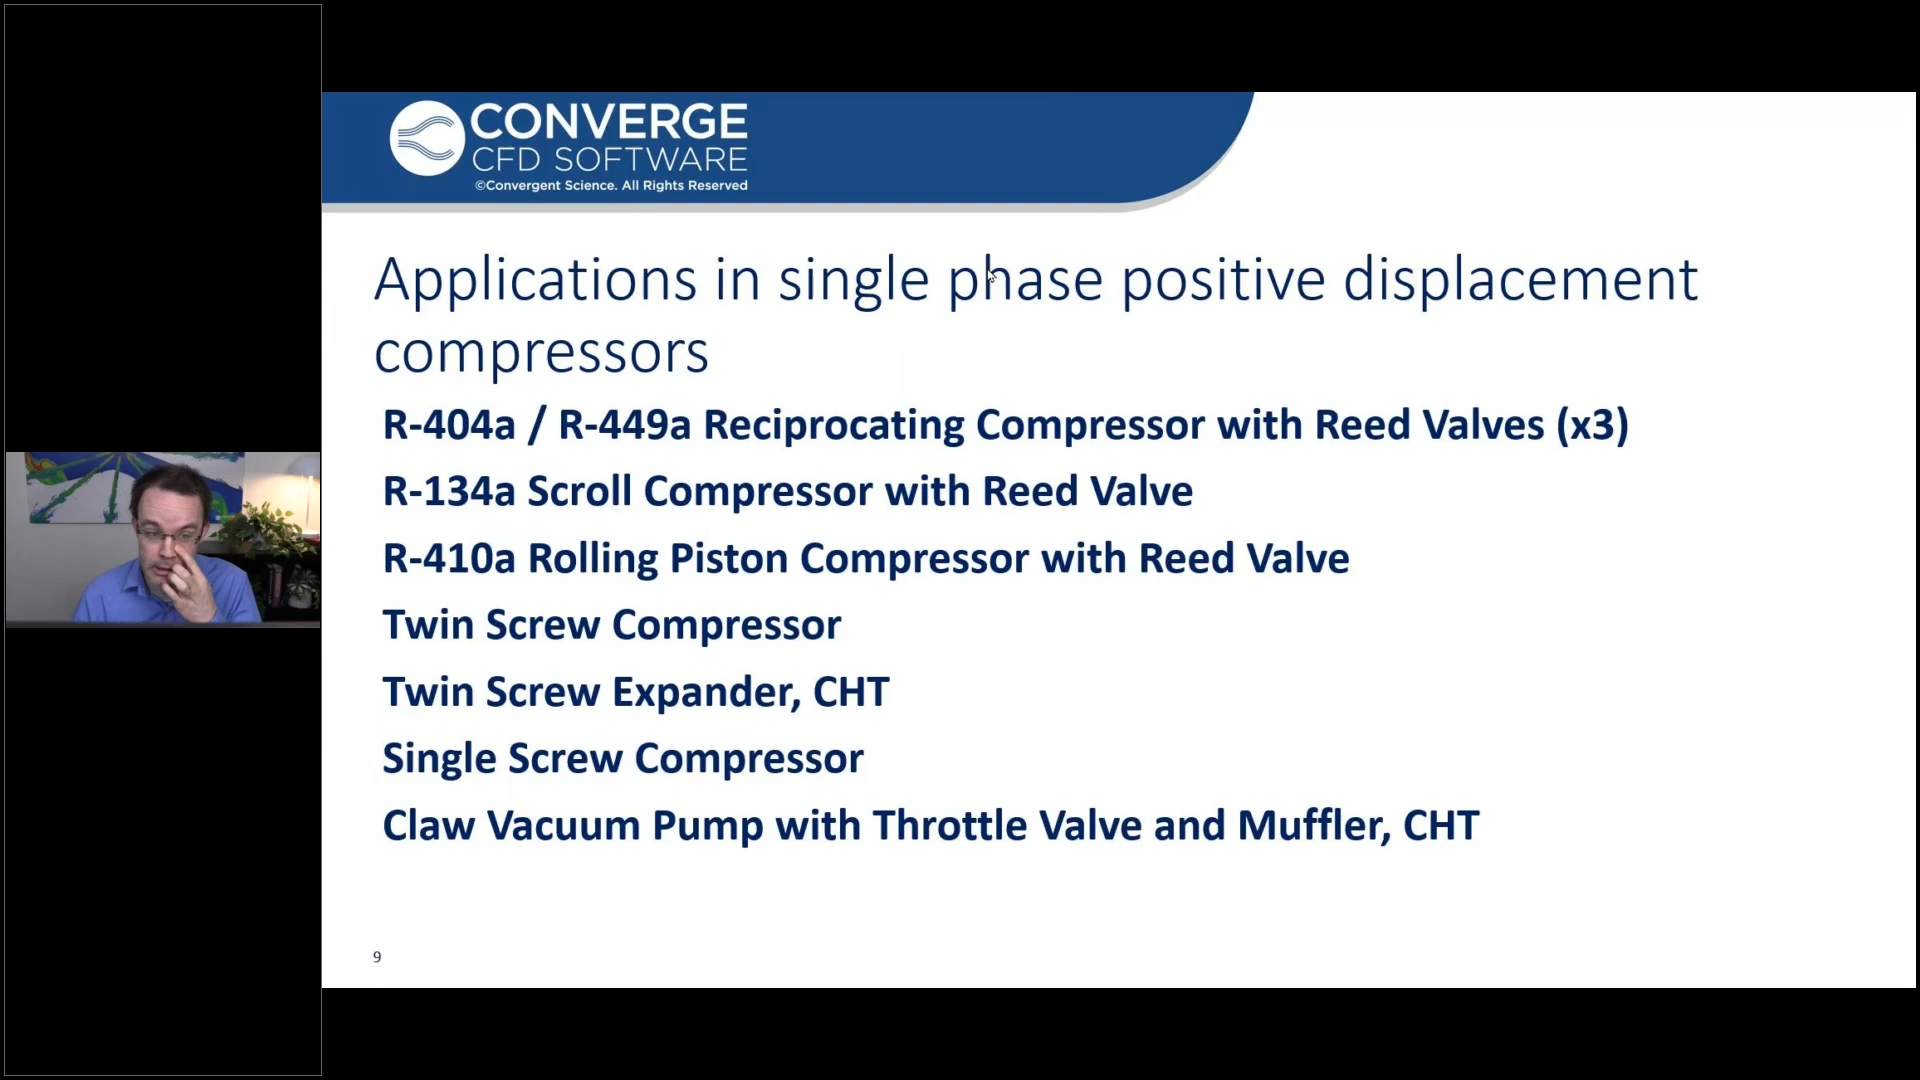 CONVERGE
CFD SOFTWARE
©Convergent Science. All Rights Reserved
Applications in single phase positive displacement
compressors
R-404a / R-449a Reciprocating Compressor with Reed Valves (x3)
R-134a Scroll Compressor with Reed Valve
R-410a Rolling Piston Compressor with Reed Valve
Twin Screw Compressor
Twin Screw Expander, CHT
Single Screw Compressor
Claw Vacuum Pump with Throttle Valve and Muffler, CHT
9